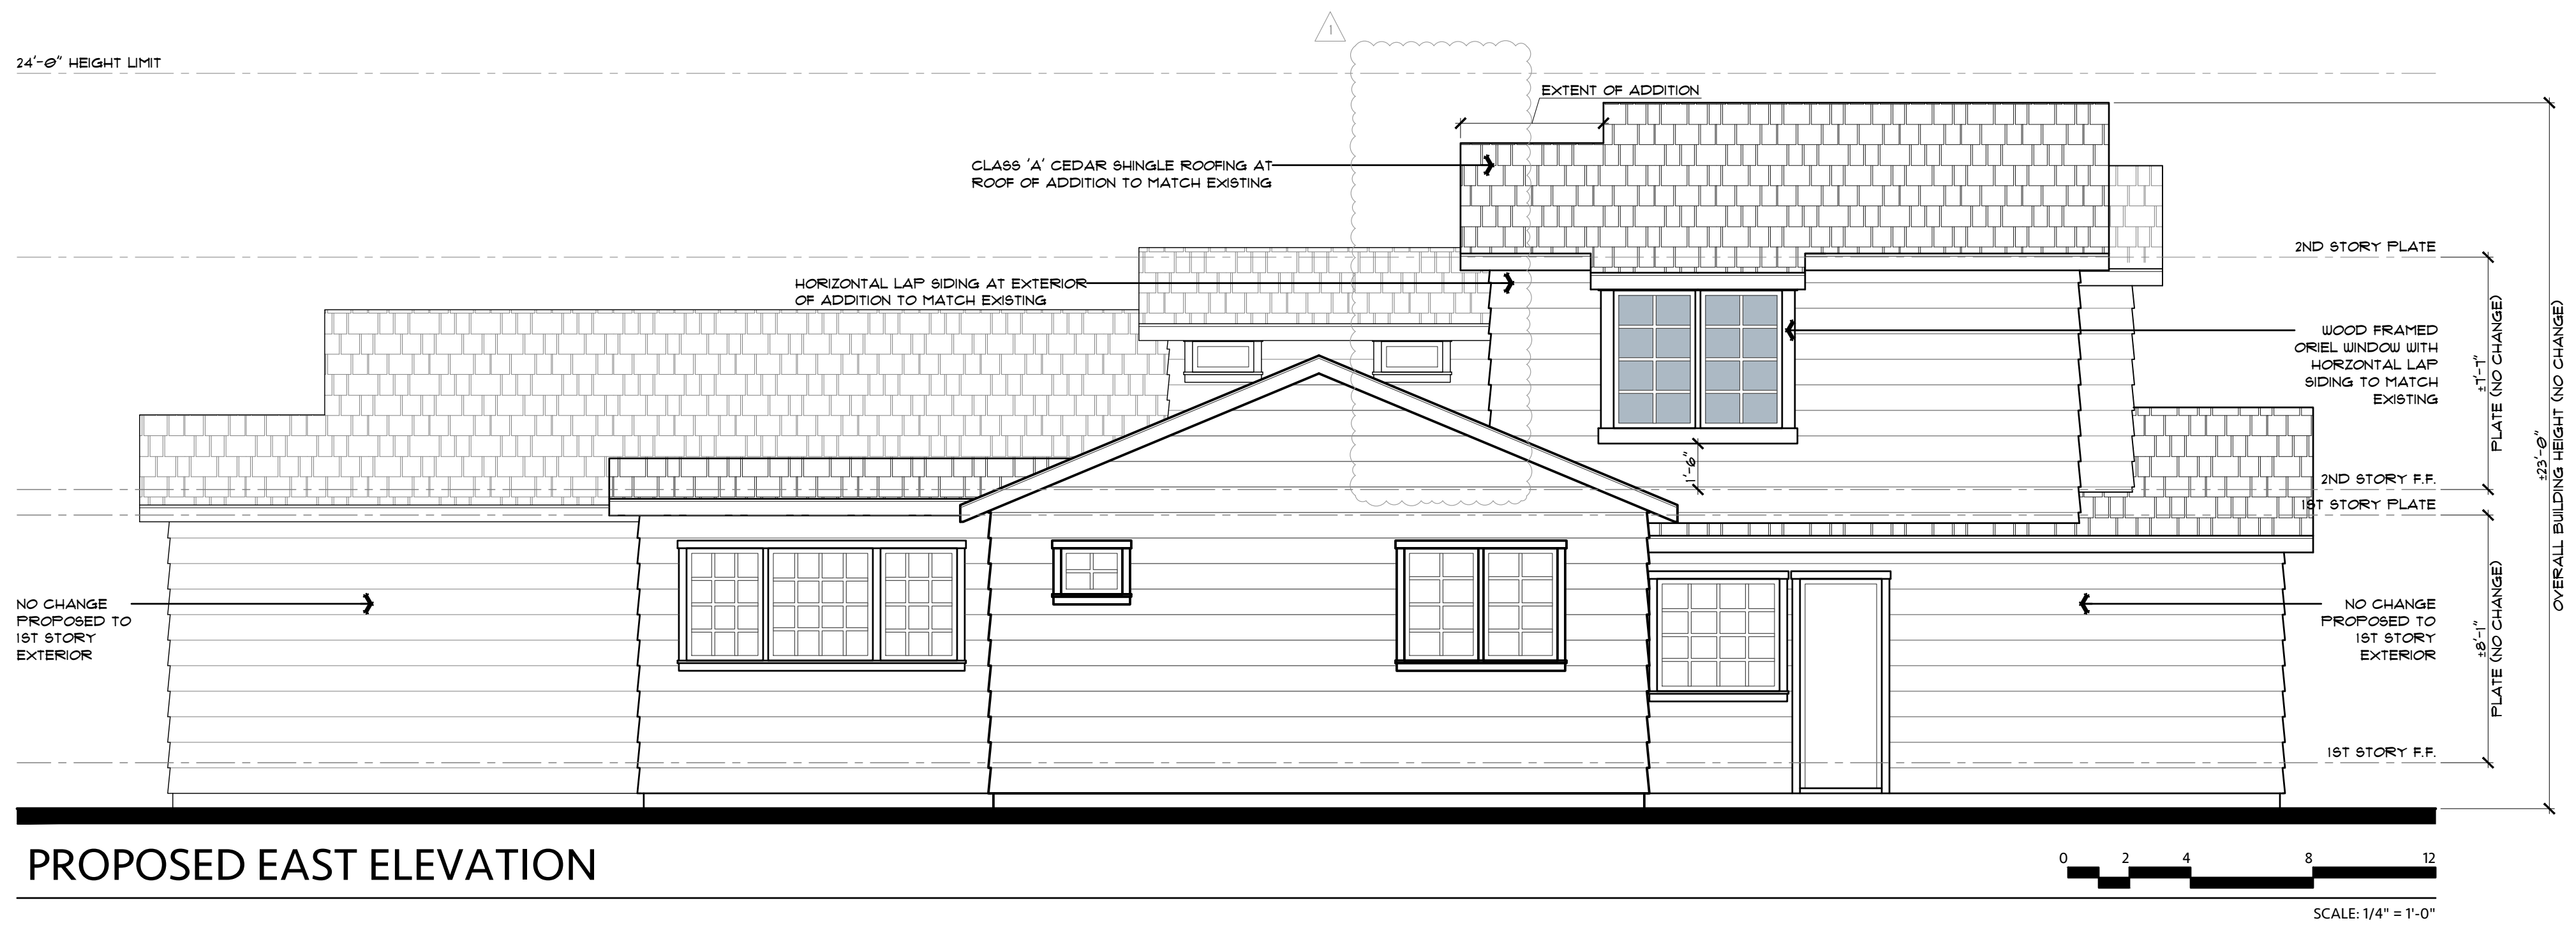 1
24'-0" HEIGHT LIMIT
EXTENT OF ADDITION
CLASS 'A' CEDAR SHINGLE ROOFING AT
ROOF OF ADDITION TO MATCH EXISTING
2ND STORY PLATE
HORIZONTAL LAP SIDING AT EXTERIOR
OF ADDITION TO MATCH EXISTING
WOOD FRAMED
ORIEL WINDOW WITH
HORZONTAL LAP
SIDING TO MATCH
EXISTING
±7'-7"
PLATE (NO CHANGE)
±23'-0"
OVERALL BUILDING HEIGHT (NO CHANGE)
1'-6"
2ND STORY F.F.
1ST STORY PLATE
NO CHANGE
PROPOSED TO
1ST STORY
EXTERIOR
NO CHANGE
PROPOSED TO
1ST STORY
EXTERIOR
±8'-1"
PLATE (NO CHANGE)
1ST STORY F.F.
PROPOSED EAST ELEVATION
0 2 4 8 12
SCALE: 1/4" = 1'-0"